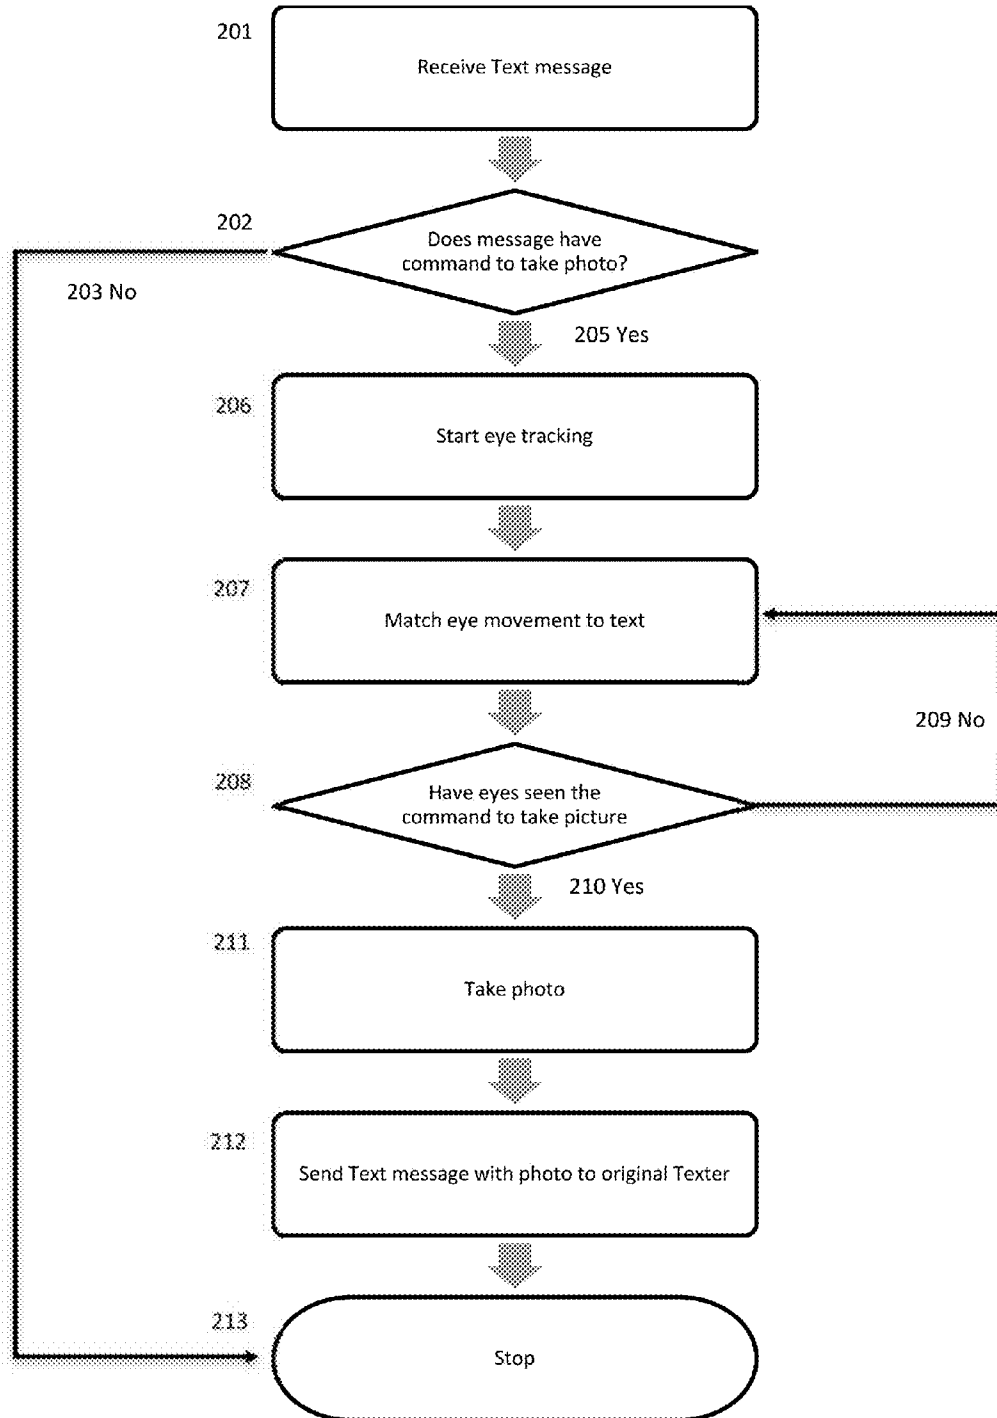 201
Receive Text message
202
Does message have
command to take photo?
203 No
205 Yes
206
Start eye tracking
207
Match eye movement to text
209 No
208
Have eyes seen the
command to take picture
210 Yes
211
Take photo
212
Send Text message with photo to original Texter
213
Stop